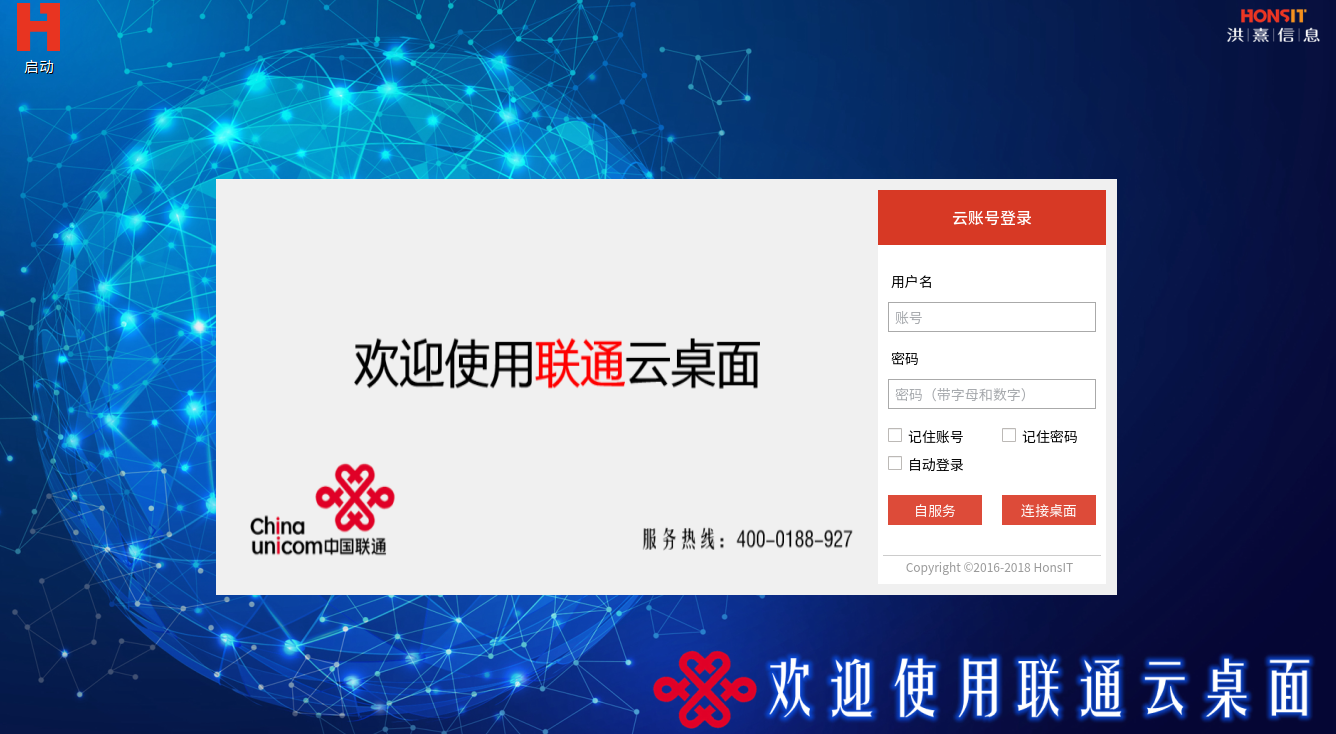 启动
HONSIT
洪熹信息
云账号登录
用户名
账号
密码
密码（带字母和数字）
记住账号
记住密码
自动登录
自服务
连接桌面
Copyright ©2016-2018 HonsIT
欢迎使用联通云桌面
China
unicom中国联通
服务热线：400-0188-927
欢迎使用联通云桌面